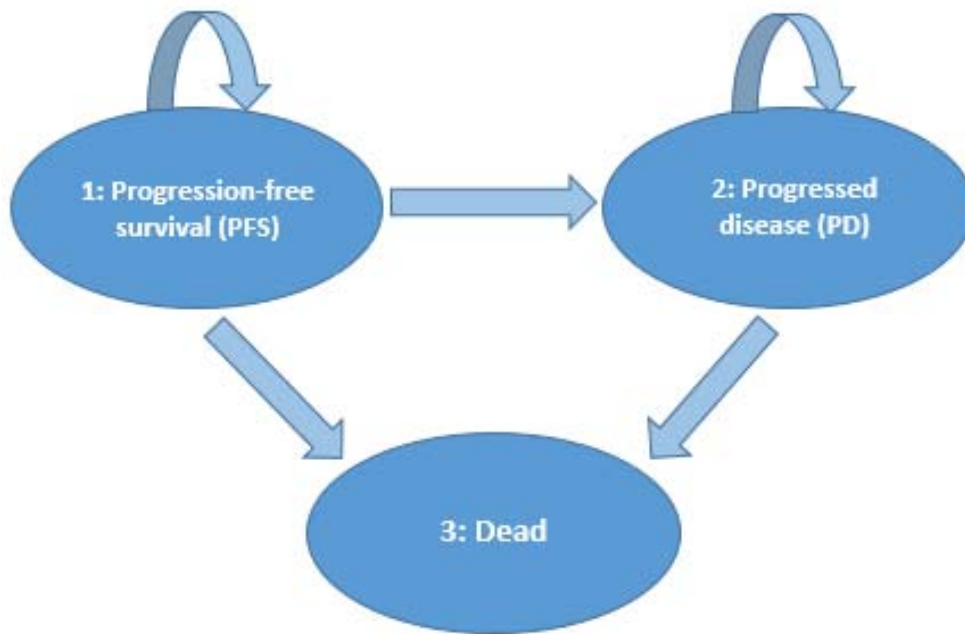 1: Progression-free
survival (PFS)
2: Progressed
disease (PD)
3: Dead